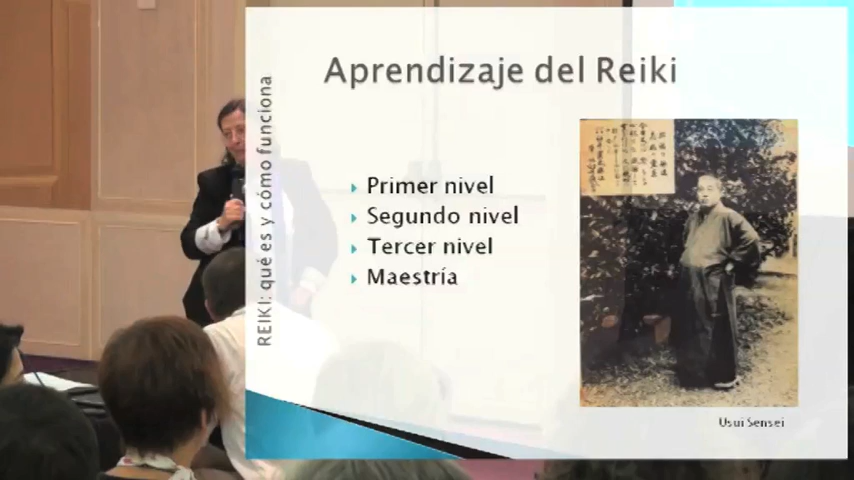 Aprendizaje del Reiki
REIKI: qué es y cómo funciona
Primer nivel
Segundo nivel
Tercer nivel
Maestría
Usui Sensei